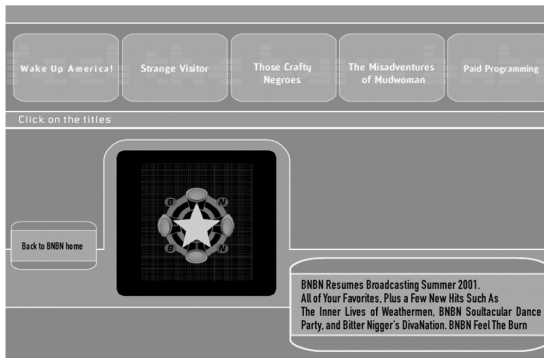 Wake Up America!
Strange Visitor
Those Crafty
Negroes
The Misadventures
of Mudwoman
Paid Programming
Click on the titles
B N
B N
Back to BNBN home
BNBN Resumes Broadcasting Summer 2001.
All of Your Favorites, Plus a Few New Hits Such As
The Inner Lives of Weathermen, BNBN Soultacular Dance
Party, and Bitter Nigger's DivaNation. BNBN Feel The Burn